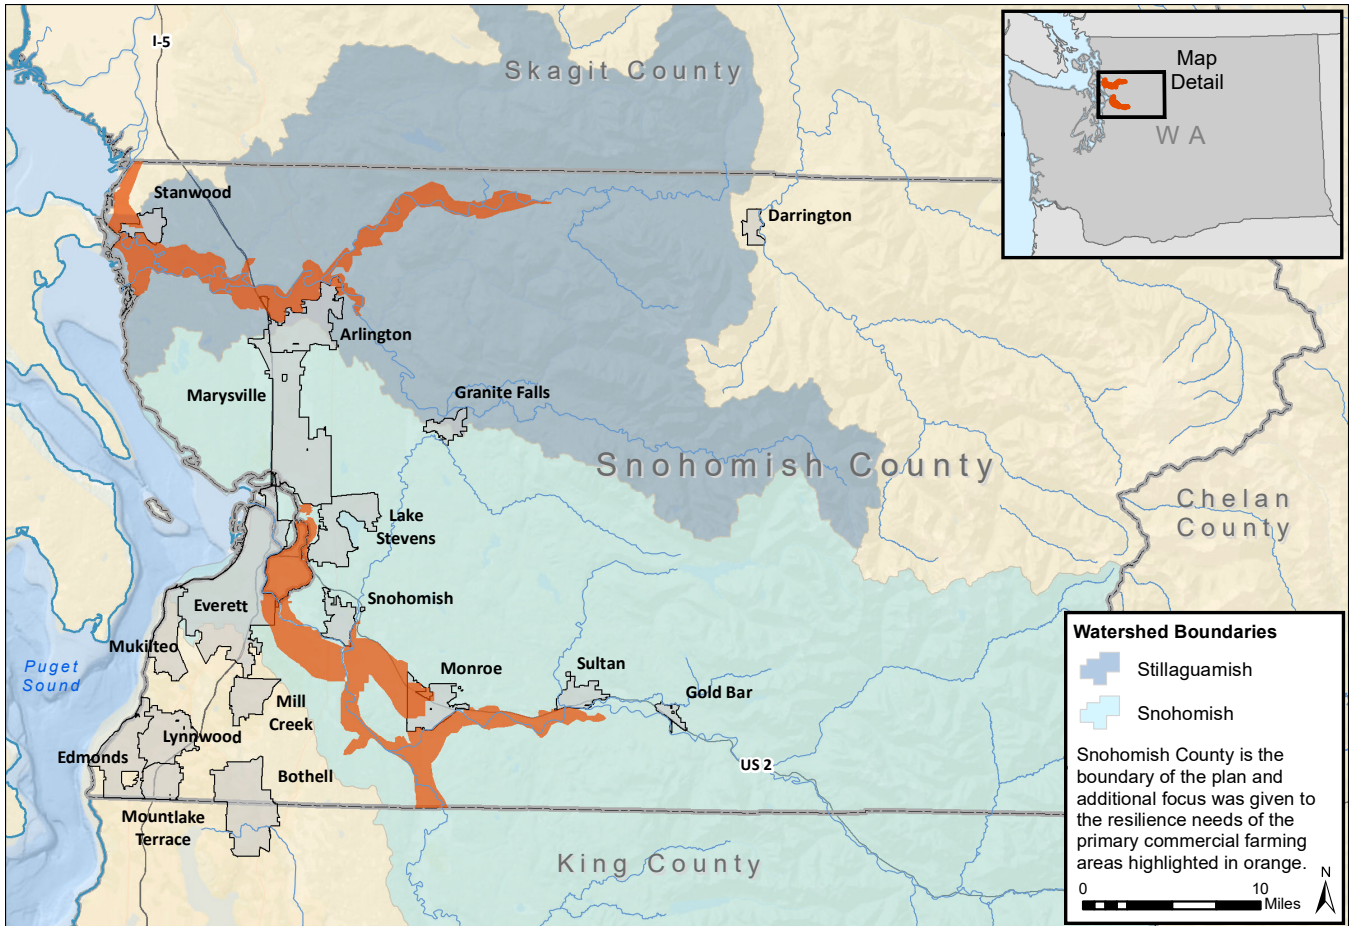 I-5
Skagit County
Map
Detail
WA
Stanwood
Darrington
Arlington
Marysville
Granite Falls
Snohomish County
Chelan
County
Lake
Stevens
Snohomish
Everett
Mukilteo
Puget
Sound
Monroe
Sultan
Gold Bar
Mill
Creek
Lynnwood
Edmonds
Bothell
US 2
Mountlake
Terrace
King County
Watershed Boundaries
Stillaguamish
Snohomish
Snohomish County is the
boundary of the plan and
additional focus was given to
the resilience needs of the
primary commercial farming
areas highlighted in orange.
N
0 10
Miles